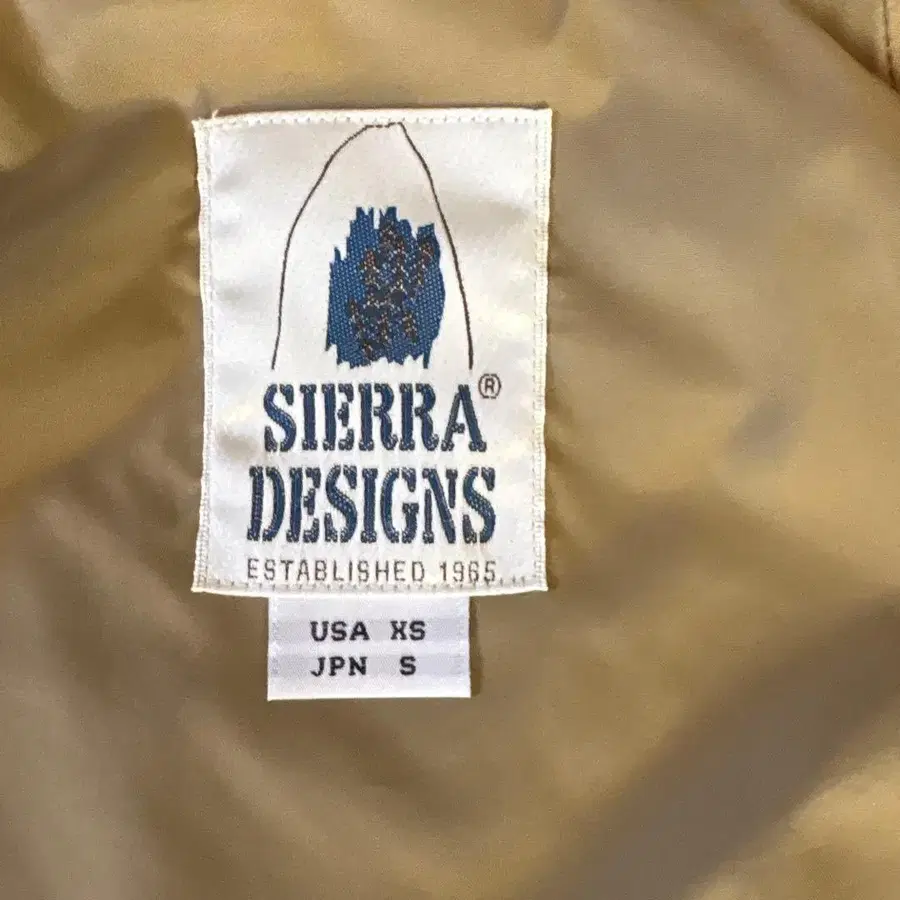 SIERRA®
DESIGNS
ESTABLISHED 1965
USA XS
JPN S